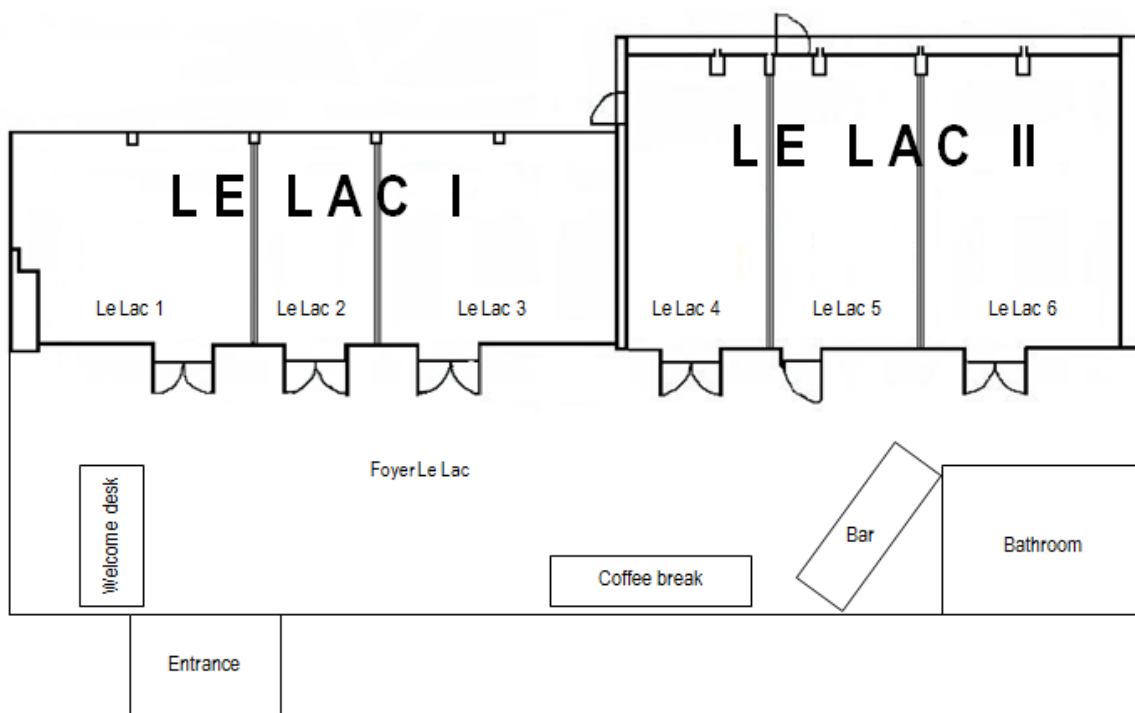 LE LAC II
LE LAC I
Le Lac 1
Le Lac 2
Le Lac 3
Le Lac 4
Le Lac 5
Le Lac 6
Foyer Le Lac
Welcome desk
Coffee break
Bar
Bathroom
Entrance